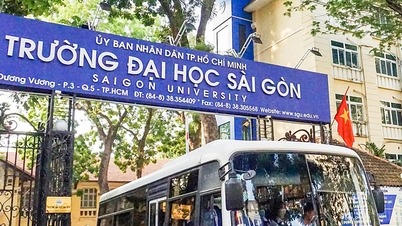 ỦY BAN NHÂN DÂN TP.HỒ CHÍ MINH
TRƯỜNG ĐẠI HỌC SÀI GÒN
SAIGON UNIVERSITY
Dương Vương - P.3 - Q.5 - TP.HCM ĐT: (84-8) 38.354409 * Fax: (84-8) 38.305568 Website: www.sgu.edu.vn